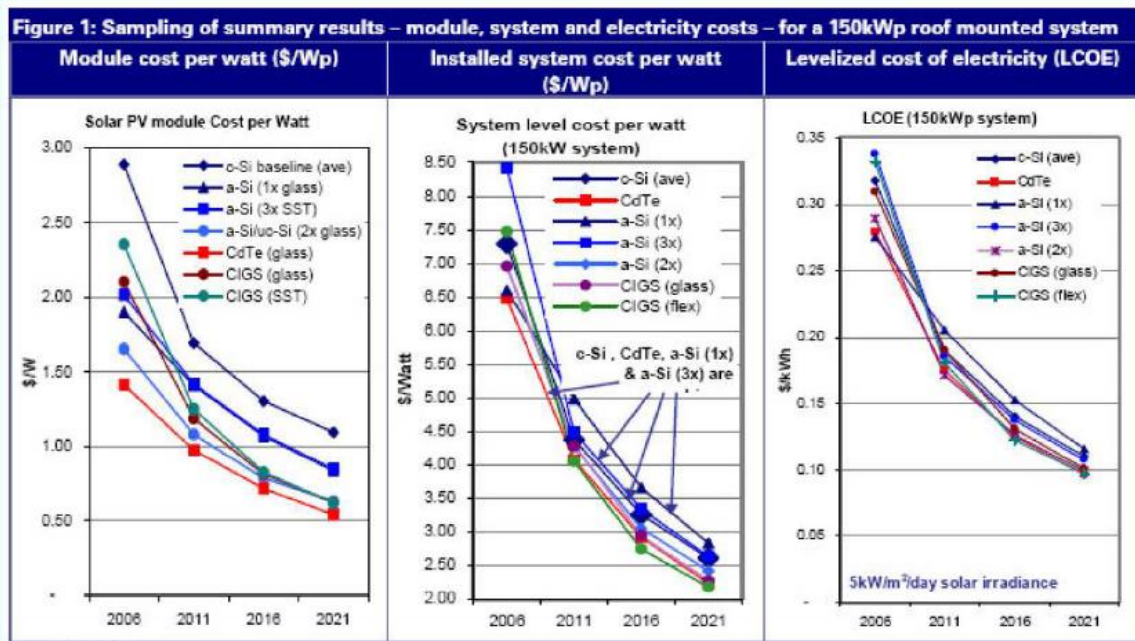 Figure 1: Sampling of summary results – module, system and electricity costs – for a 150kWp roof mounted system
Module cost per watt ($/Wp)
Installed system cost per watt
($/Wp)
Levelized cost of electricity (LCOE)
Solar PV module Cost per Watt
$/W
3.00
2.50
2.00
1.50
1.00
0.50
-
c-Si baseline (ave)
a-Si (1x glass)
a-Si (3x SST)
a-Si/uc-Si (2x glass)
CdTe (glass)
CIGS (glass)
CIGS (SST)
2006 2011 2016 2021
System level cost per watt
(150kW system)
$/Watt
8.50
8.00
7.50
7.00
6.50
6.00
5.50
5.00
4.50
4.00
3.50
3.00
2.50
2.00
c-Si (ave)
CdTe
a-Si (1x)
a-Si (3x)
a-Si (2x)
CIGS (glass)
CIGS (flex)
c-Si , CdTe, a-Si (1x)
& a-Si (3x) are
2006 2011 2016 2021
LCOE (150kWp system)
$/kWh
0.35
0.30
0.25
0.20
0.15
0.10
0.05
-
c-Si (ave)
CdTe
a-Si (1x)
a-Si (3x)
a-Si (2x)
CIGS (glass)
CIGS (flex)
5kW/m²/day solar irradiance
2006 2011 2016 2021